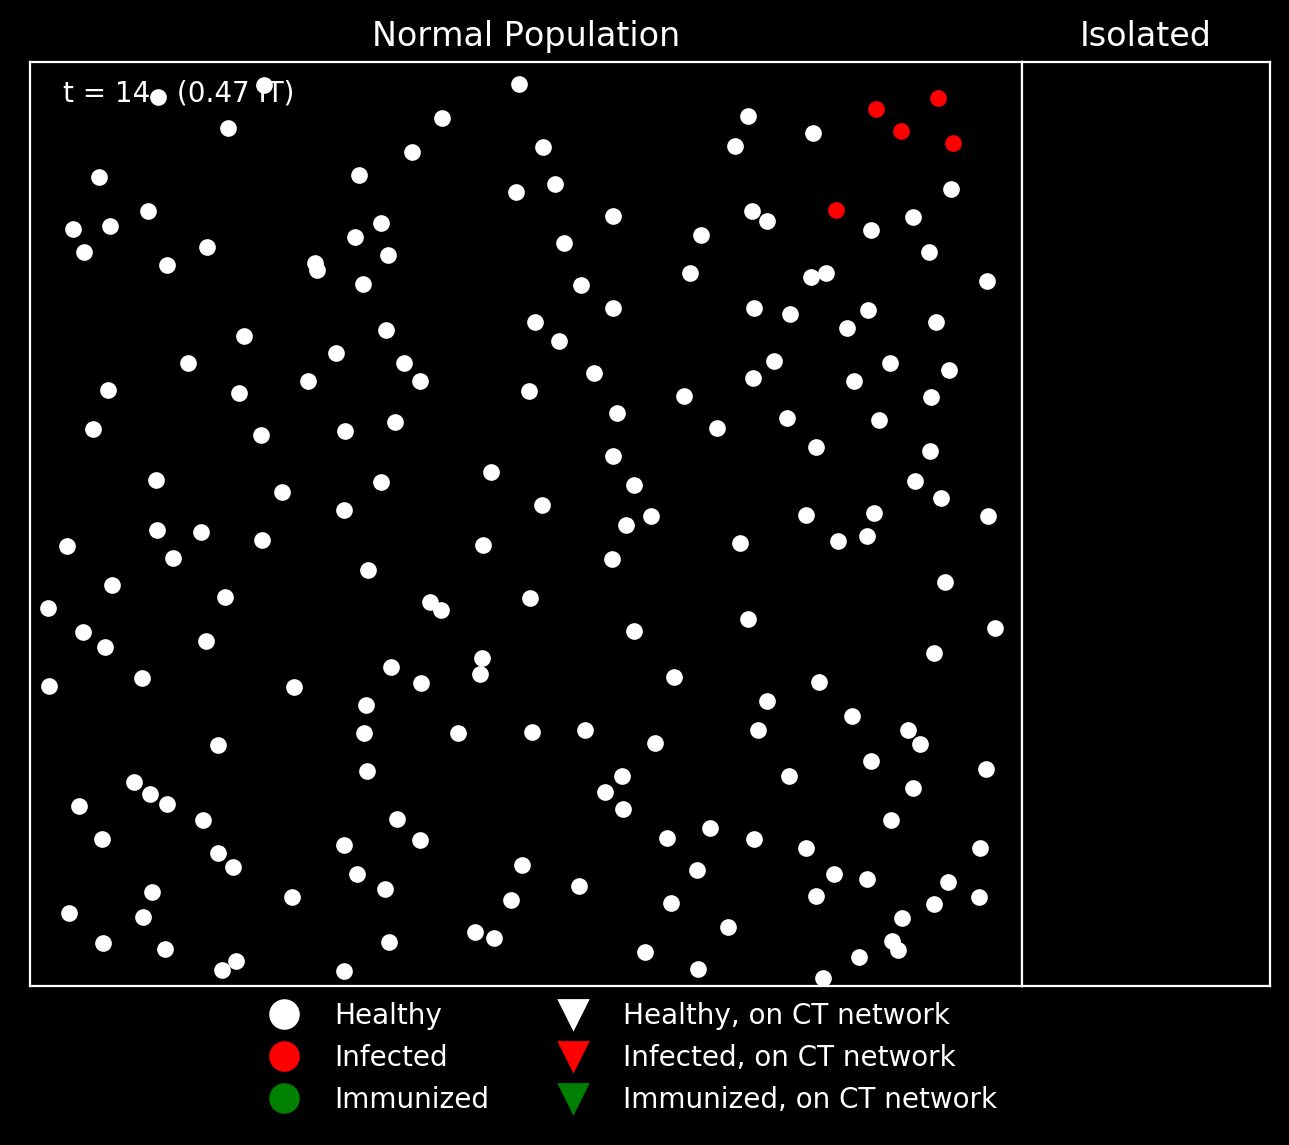 Normal Population
Isolated
t = 14 (0.47 IT)
Healthy
Infected
Immunized
Healthy, on CT network
Infected, on CT network
Immunized, on CT network